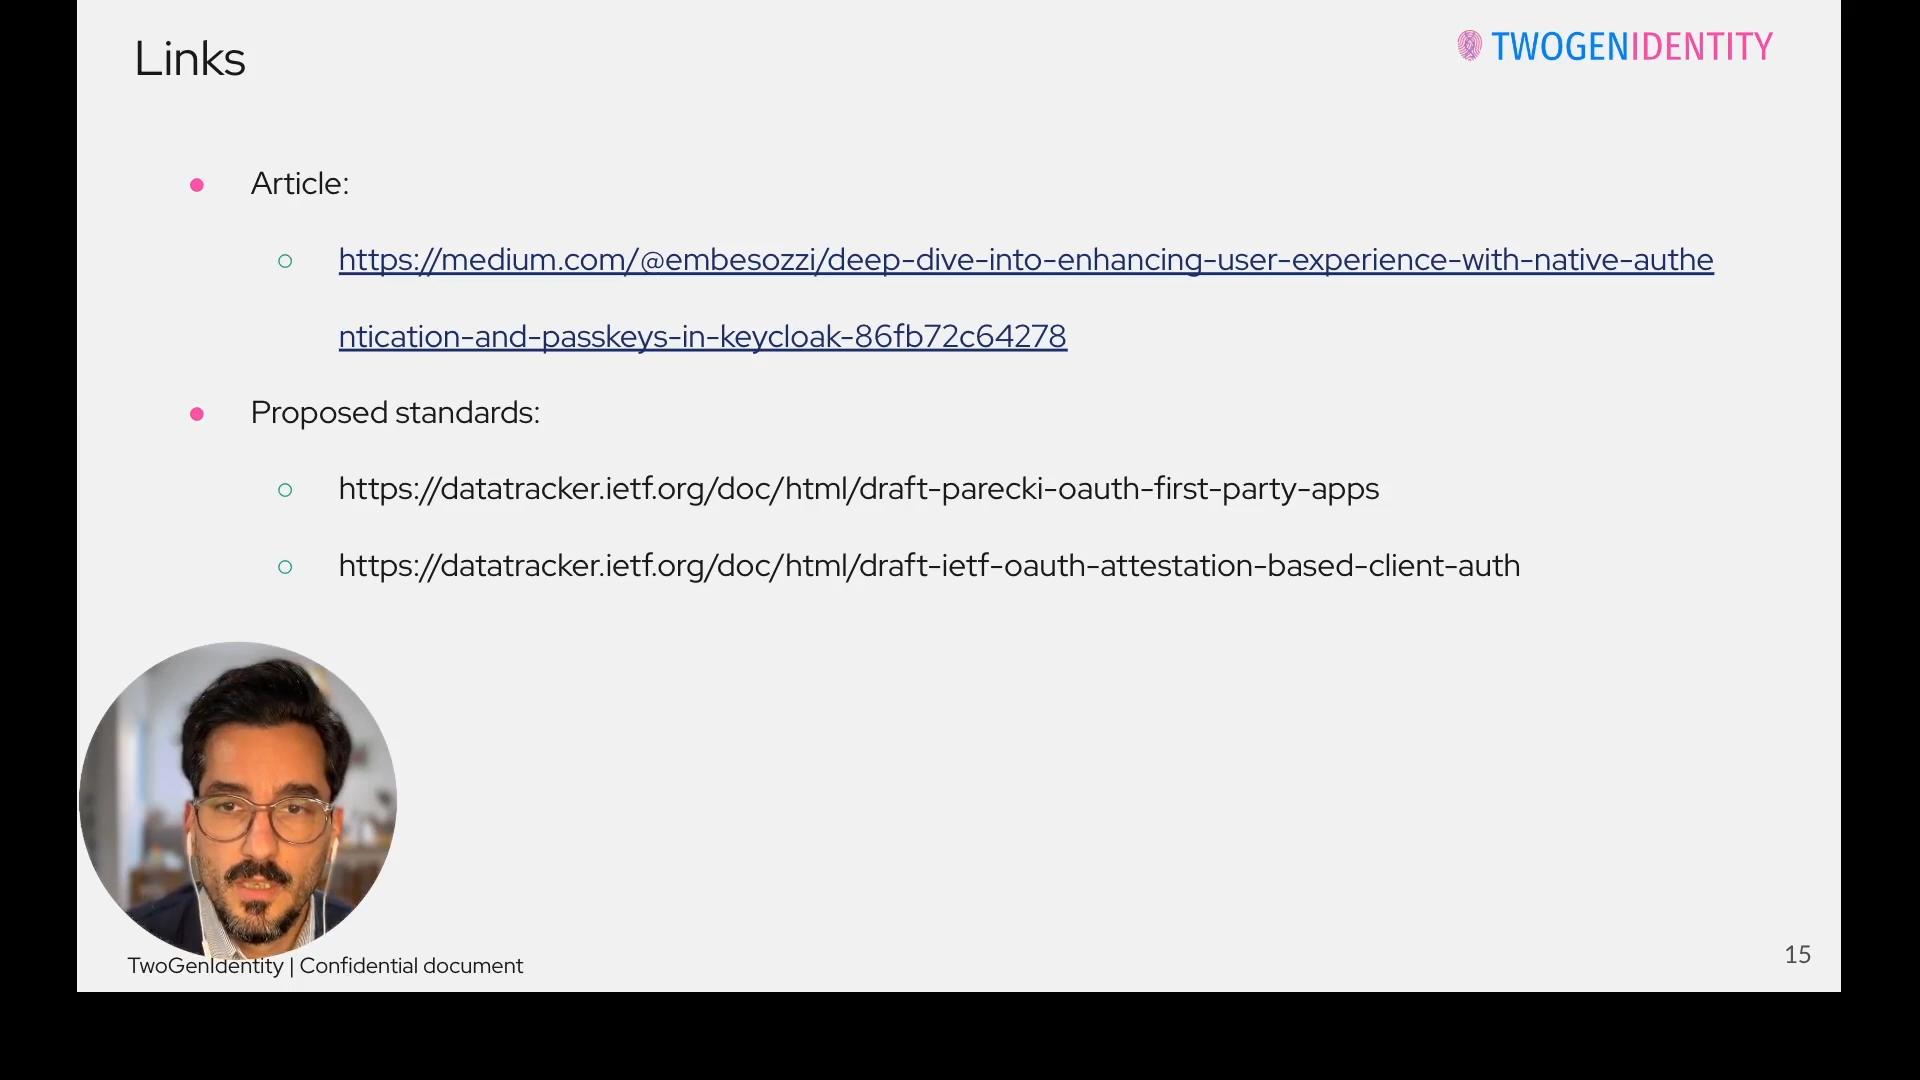 Links
TWOGENIDENTITY
Article:
https://medium.com/@embesozzi/deep-dive-into-enhancing-user-experience-with-native-authe
ntication-and-passkeys-in-keycloak-86fb72c64278
Proposed standards:
https://datatracker.ietf.org/doc/html/draft-parecki-oauth-first-party-apps
https://datatracker.ietf.org/doc/html/draft-ietf-oauth-attestation-based-client-auth
TwoGenIdentity | Confidential document
15